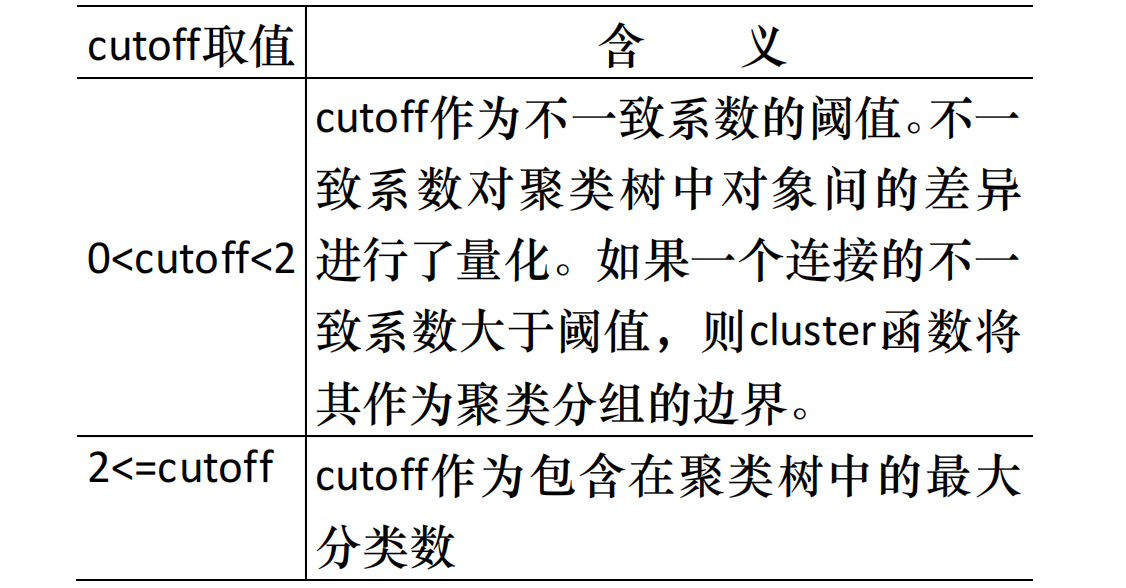 cutoff取值
含 义
0<cutoff<2
cutoff作为不一致系数的阈值。不一
致系数对聚类树中对象间的差异
进行了量化。如果一个连接的不一
致系数大于阈值，则cluster函数将
其作为聚类分组的边界。
2<=cutoff
cutoff作为包含在聚类树中的最大
分类数